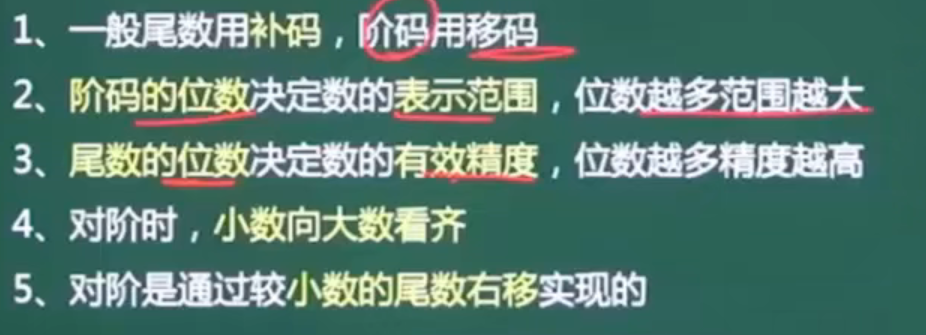 1、一般尾数用补码，阶码用移码
2、阶码的位数决定数的表示范围，位数越多范围越大
3、尾数的位数决定数的有效精度，位数越多精度越高
4、对阶时，小数向大数看齐
5、对阶是通过较小数的尾数右移实现的